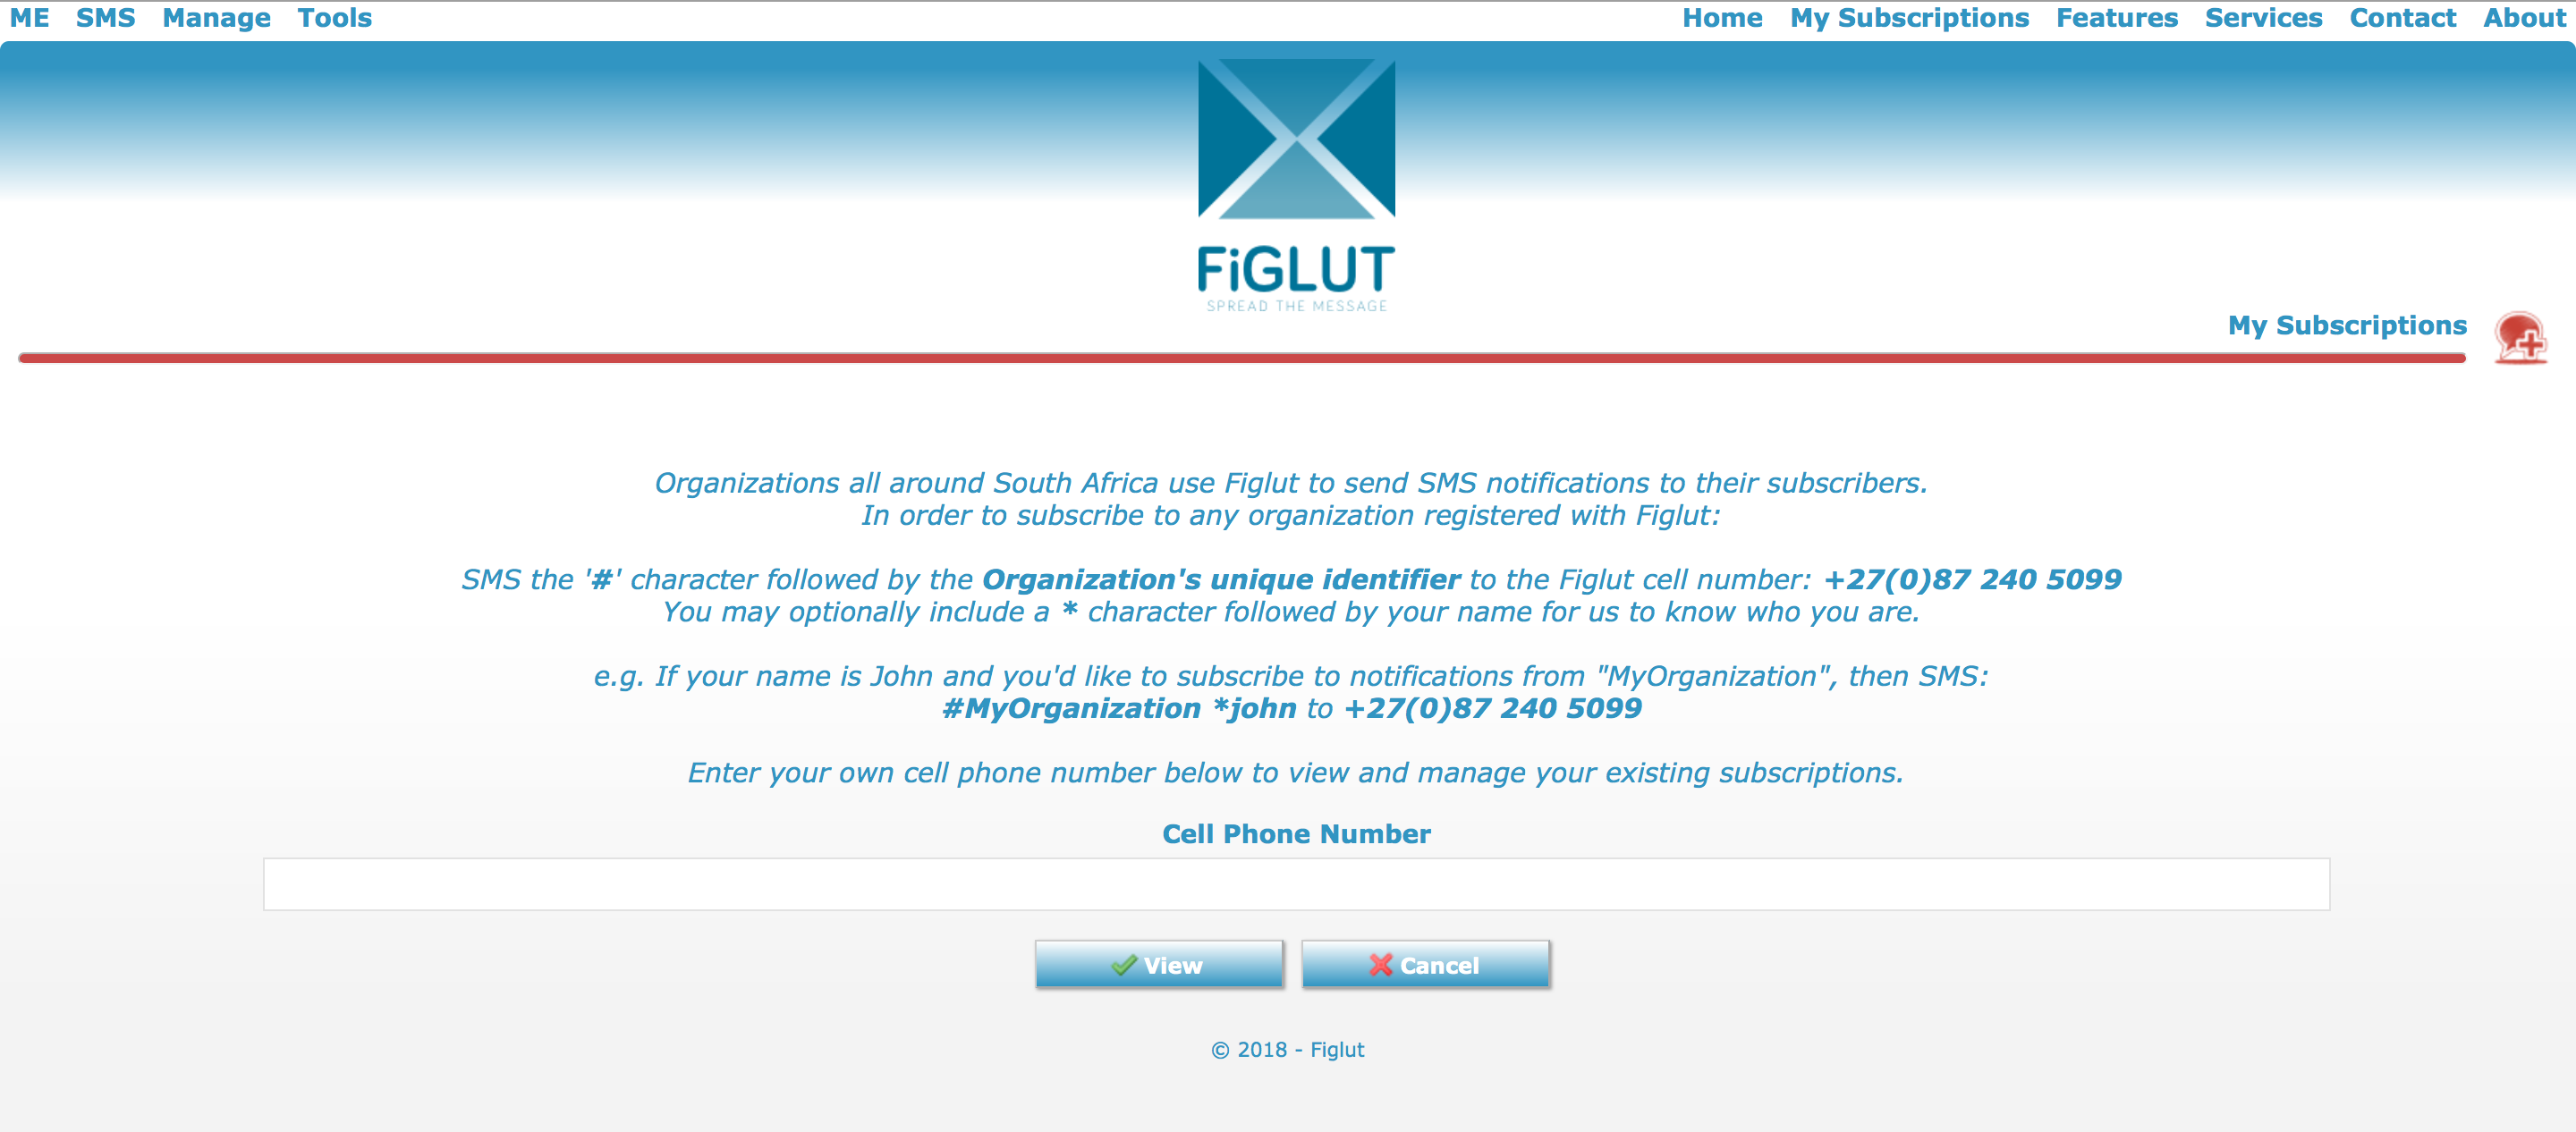 ME SMS Manage Tools Home My Subscriptions Features Services Contact About
FiGLUT
SPREAD THE MESSAGE
My Subscriptions
Organizations all around South Africa use Figlut to send SMS notifications to their subscribers.
In order to subscribe to any organization registered with Figlut:
SMS the '#' character followed by the Organization's unique identifier to the Figlut cell number: +27(0)87 240 5099
You may optionally include a * character followed by your name for us to know who you are.
e.g. If your name is John and you'd like to subscribe to notifications from "MyOrganization", then SMS:
#MyOrganization *john to +27(0)87 240 5099
Enter your own cell phone number below to view and manage your existing subscriptions.
Cell Phone Number
View Cancel
© 2018 - Figlut